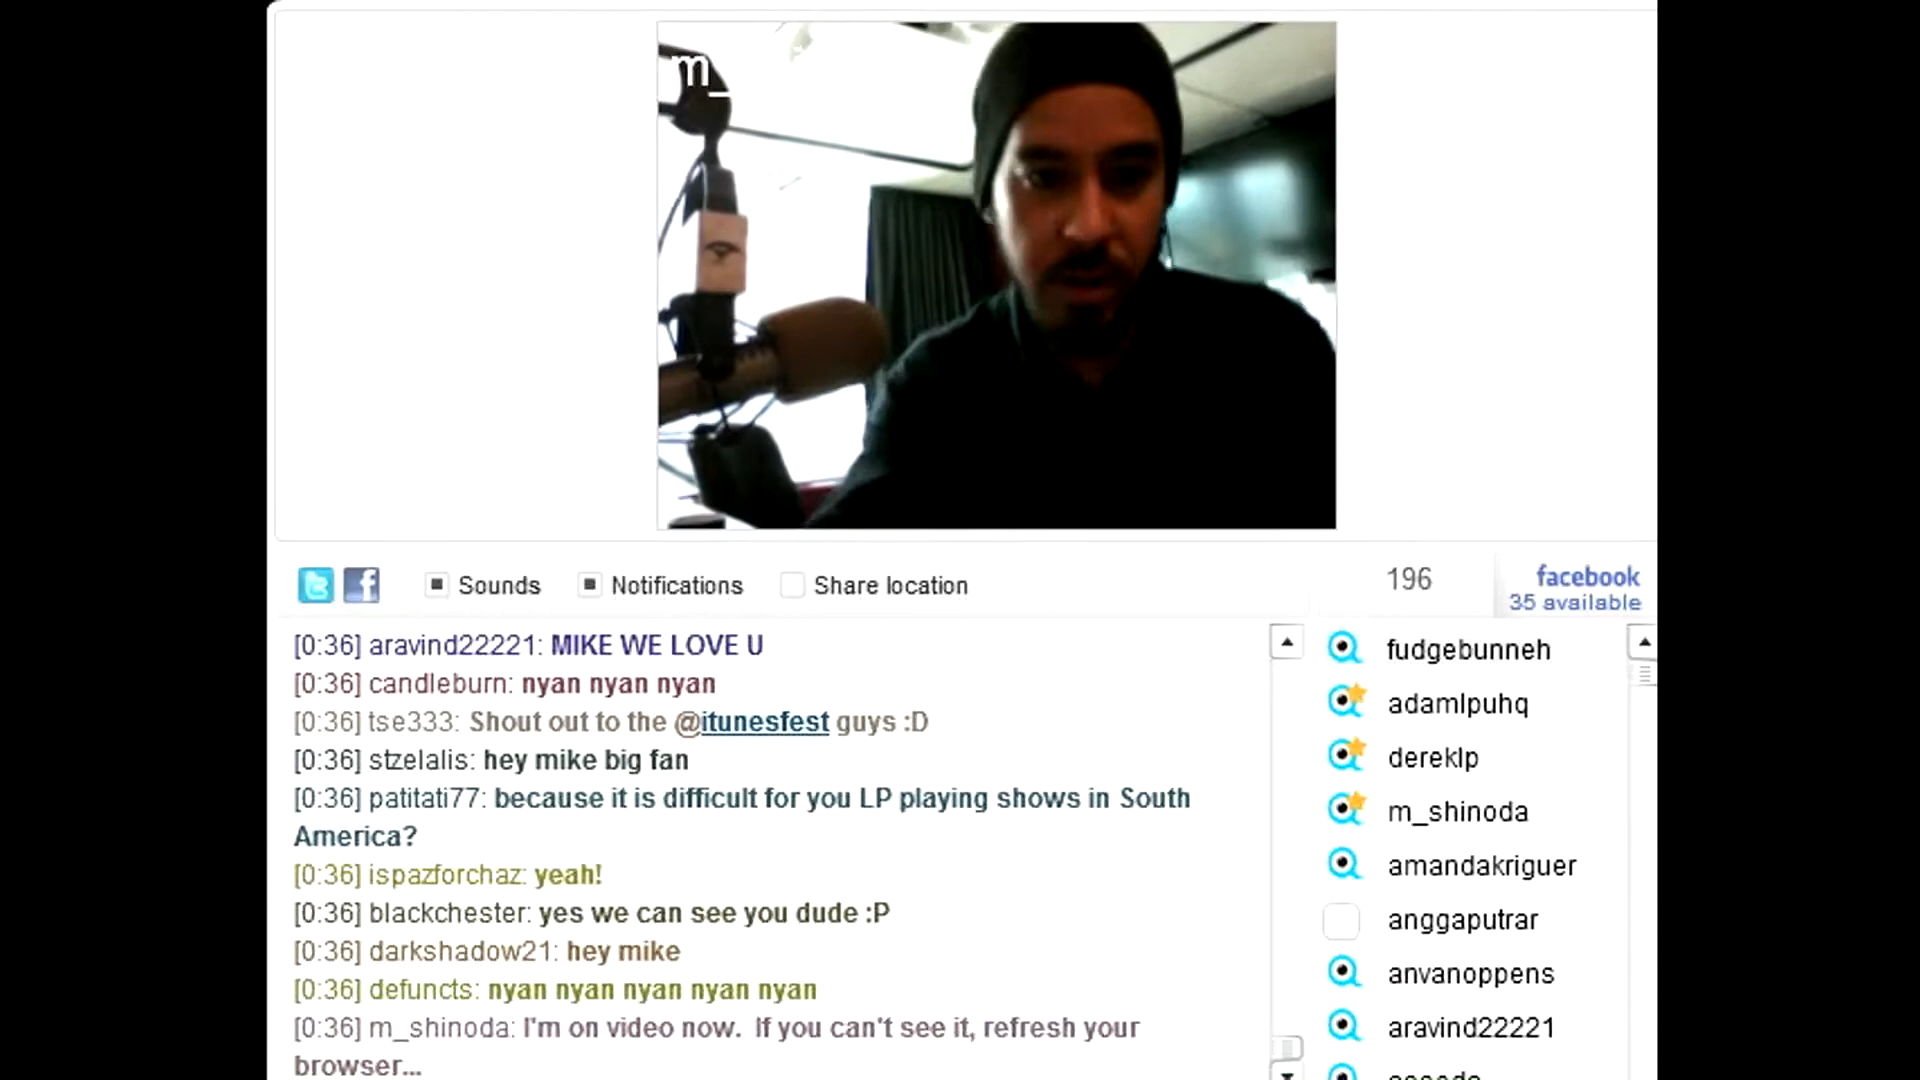 m_
Sounds
Notifications
Share location
196
facebook
35 available
[0:36] aravind22221: MIKE WE LOVE U
[0:36] candleburn: nyan nyan nyan
[0:36] tse333: Shout out to the @itunesfest guys :D
[0:36] stzelalis: hey mike big fan
[0:36] patitati77: because it is difficult for you LP playing shows in South
America?
[0:36] ispazforchaz: yeah!
[0:36] blackchester: yes we can see you dude :P
[0:36] darkshadow21: hey mike
[0:36] defuncts: nyan nyan nyan nyan nyan
[0:36] m_shinoda: I'm on video now.  If you can't see it, refresh your
browser...
fudgebunneh
adamlpuhq
dereklp
m_shinoda
amandakriguer
anggaputrar
anvanoppens
aravind22221